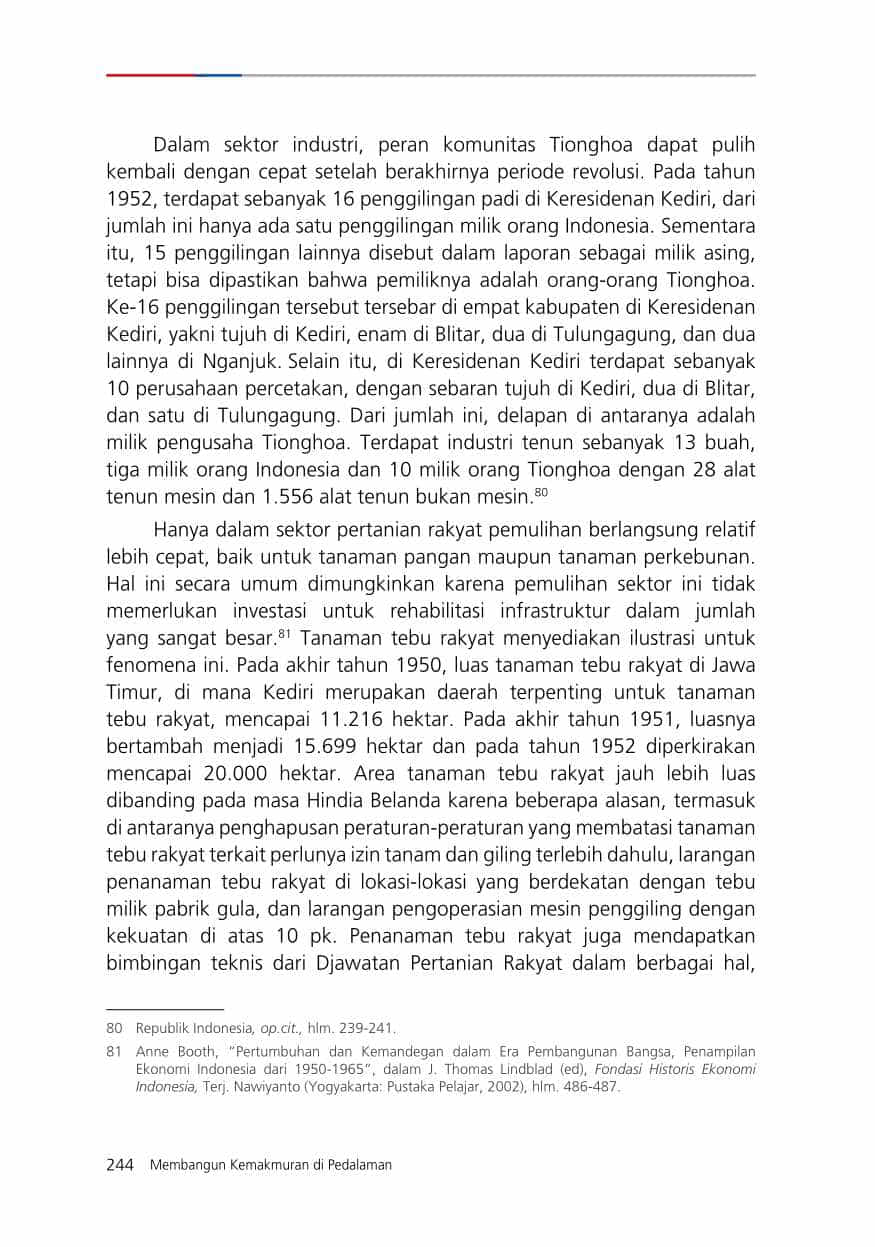 Dalam sektor industri, peran komunitas Tionghoa dapat pulih
kembali dengan cepat setelah berakhirnya periode revolusi. Pada tahun
1952, terdapat sebanyak 16 penggilingan padi di Keresidenan Kediri, dari
jumlah ini hanya ada satu penggilingan milik orang Indonesia. Sementara
itu, 15 penggilingan lainnya disebut dalam laporan sebagai milik asing,
tetapi bisa dipastikan bahwa pemiliknya adalah orang-orang Tionghoa.
Ke-16 penggilingan tersebut tersebar di empat kabupaten di Keresidenan
Kediri, yakni tujuh di Kediri, enam di Blitar, dua di Tulungagung, dan dua
lainnya di Nganjuk. Selain itu, di Keresidenan Kediri terdapat sebanyak
10 perusahaan percetakan, dengan sebaran tujuh di Kediri, dua di Blitar,
dan satu di Tulungagung. Dari jumlah ini, delapan di antaranya adalah
milik pengusaha Tionghoa. Terdapat industri tenun sebanyak 13 buah,
tiga milik orang Indonesia dan 10 milik orang Tionghoa dengan 28 alat
tenun mesin dan 1.556 alat tenun bukan mesin.80
Hanya dalam sektor pertanian rakyat pemulihan berlangsung relatif
lebih cepat, baik untuk tanaman pangan maupun tanaman perkebunan.
Hal ini secara umum dimungkinkan karena pemulihan sektor ini tidak
memerlukan investasi untuk rehabilitasi infrastruktur dalam jumlah
yang sangat besar.81 Tanaman tebu rakyat menyediakan ilustrasi untuk
fenomena ini. Pada akhir tahun 1950, luas tanaman tebu rakyat di Jawa
Timur, di mana Kediri merupakan daerah terpenting untuk tanaman
tebu rakyat, mencapai 11.216 hektar. Pada akhir tahun 1951, luasnya
bertambah menjadi 15.699 hektar dan pada tahun 1952 diperkirakan
mencapai 20.000 hektar. Area tanaman tebu rakyat jauh lebih luas
dibanding pada masa Hindia Belanda karena beberapa alasan, termasuk
di antaranya penghapusan peraturan-peraturan yang membatasi tanaman
tebu rakyat terkait perlunya izin tanam dan giling terlebih dahulu, larangan
penanaman tebu rakyat di lokasi-lokasi yang berdekatan dengan tebu
milik pabrik gula, dan larangan pengoperasian mesin penggiling dengan
kekuatan di atas 10 pk. Penanaman tebu rakyat juga mendapatkan
bimbingan teknis dari Djawatan Pertanian Rakyat dalam berbagai hal,
80 Republik Indonesia, op.cit., hlm. 239-241.
81 Anne Booth, “Pertumbuhan dan Kemandegan dalam Era Pembangunan Bangsa, Penampilan
Ekonomi Indonesia dari 1950-1965”, dalam J. Thomas Lindblad (ed), Fondasi Historis Ekonomi
Indonesia, Terj. Nawiyanto (Yogyakarta: Pustaka Pelajar, 2002), hlm. 486-487.
244 Membangun Kemakmuran di Pedalaman